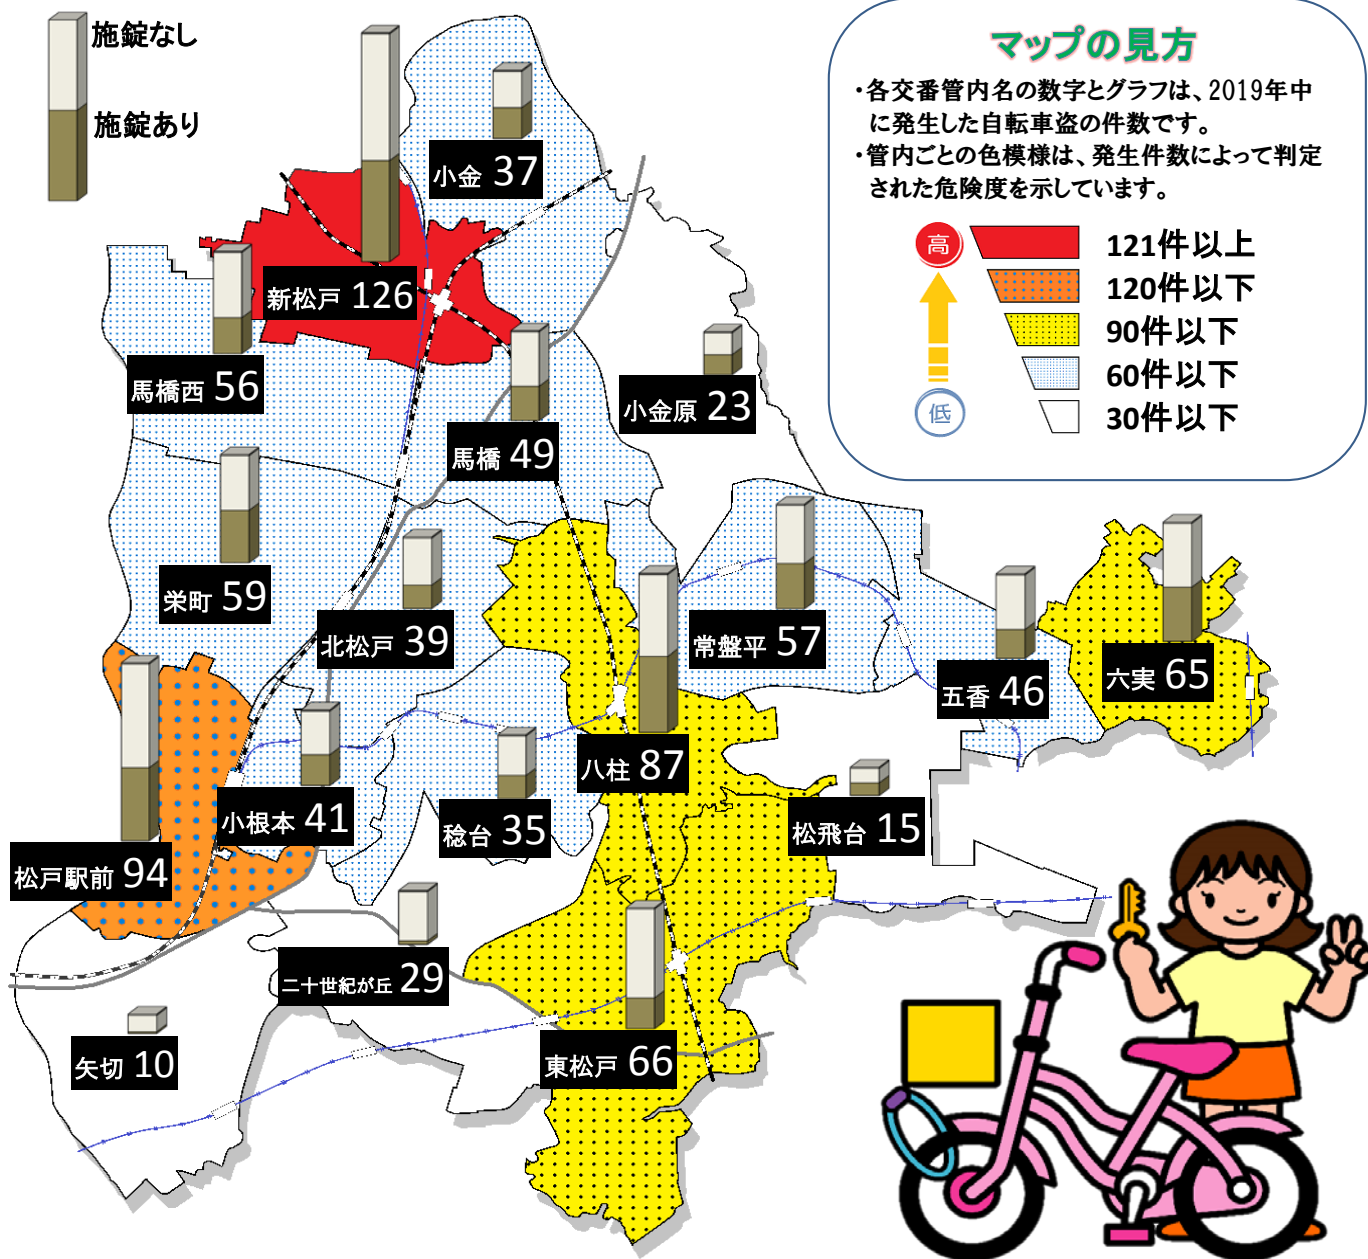 施錠なし
施錠あり
マップの見方
・各交番管内名の数字とグラフは、2019年中
に発生した自転車盗の件数です。
・管内ごとの色模様は、発生件数によって判定
された危険度を示しています。
高
121件以上
120件以下
90件以下
60件以下
低
30件以下
小金 37
新松戸 126
馬橋西 56
小金原 23
馬橋 49
栄町 59
北松戸 39
常盤平 57
五香 46
六実 65
八柱 87
小根本 41
稔台 35
松飛台 15
松戸駅前 94
二十世紀が丘 29
矢切 10
東松戸 66